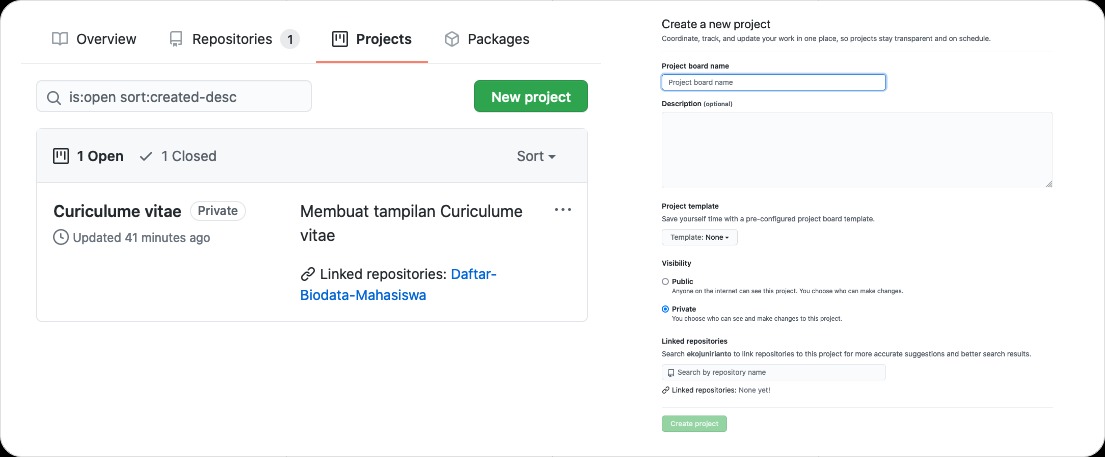 Overview
Repositories 1
Projects
Packages
is:open sort:created-desc
New project
1 Open
1 Closed
Sort
Curiculume vitae Private
Updated 41 minutes ago
Membuat tampilan Curiculume
vitae
Linked repositories: Daftar-
Biodata-Mahasiswa
Create a new project
Coordinate, track, and update your work in one place, so projects stay transparent and on schedule.
Project board name
Project board name
Description (optional)
Project template
Save yourself time with a pre-configured project board template.
Template: None
Visibility
Public
Anyone on the internet can see this project. You choose who can make changes.
Private
You choose who can see and make changes to this project.
Linked repositories
Search ekojunirianto to link repositories to this project for more accurate suggestions and better search results.
Search by repository name
Linked repositories: None yet!
Create project